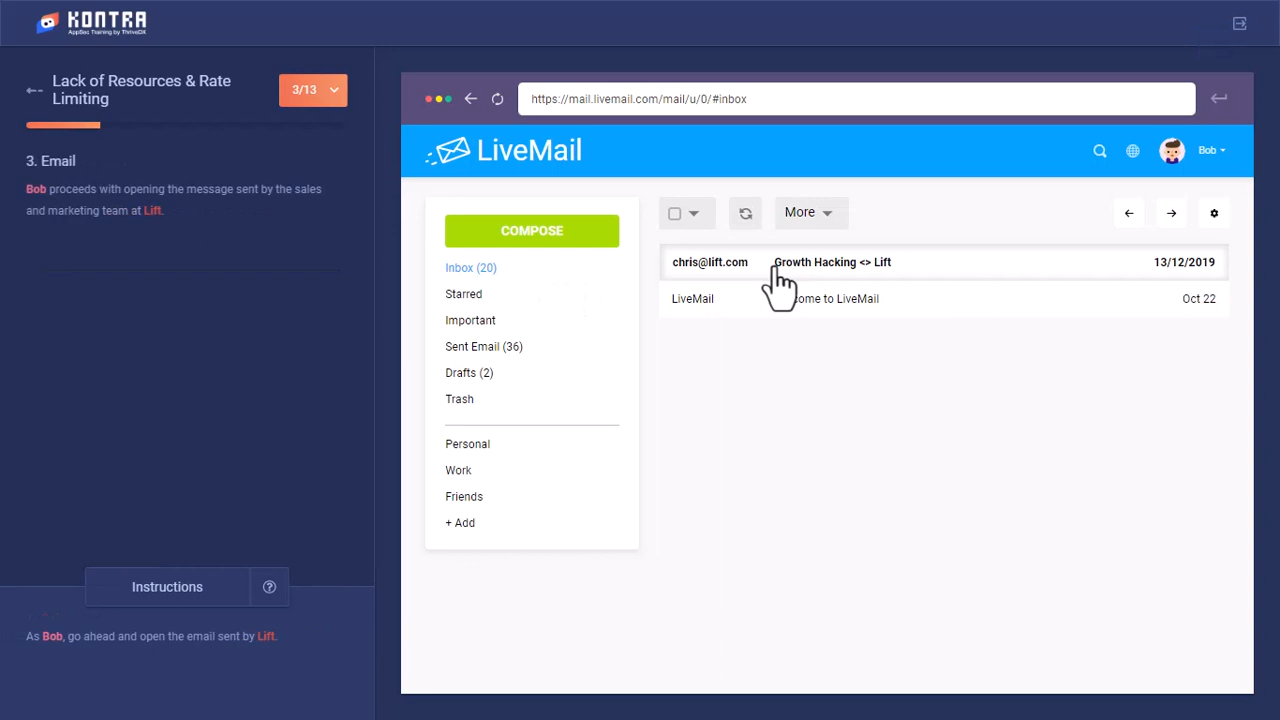 KONTRA
AppSec Training by ThriveDX
Lack of Resources & Rate
Limiting
3/13
3. Email
Bob proceeds with opening the message sent by the sales
and marketing team at Lift.
Instructions
As Bob, go ahead and open the email sent by Lift.
https://mail.livemail.com/mail/u/0/#inbox
LiveMail
Bob
COMPOSE
Inbox (20)
Starred
Important
Sent Email (36)
Drafts (2)
Trash
Personal
Work
Friends
+ Add
More
chris@lift.com Growth Hacking <> Lift 13/12/2019
LiveMail come to LiveMail Oct 22